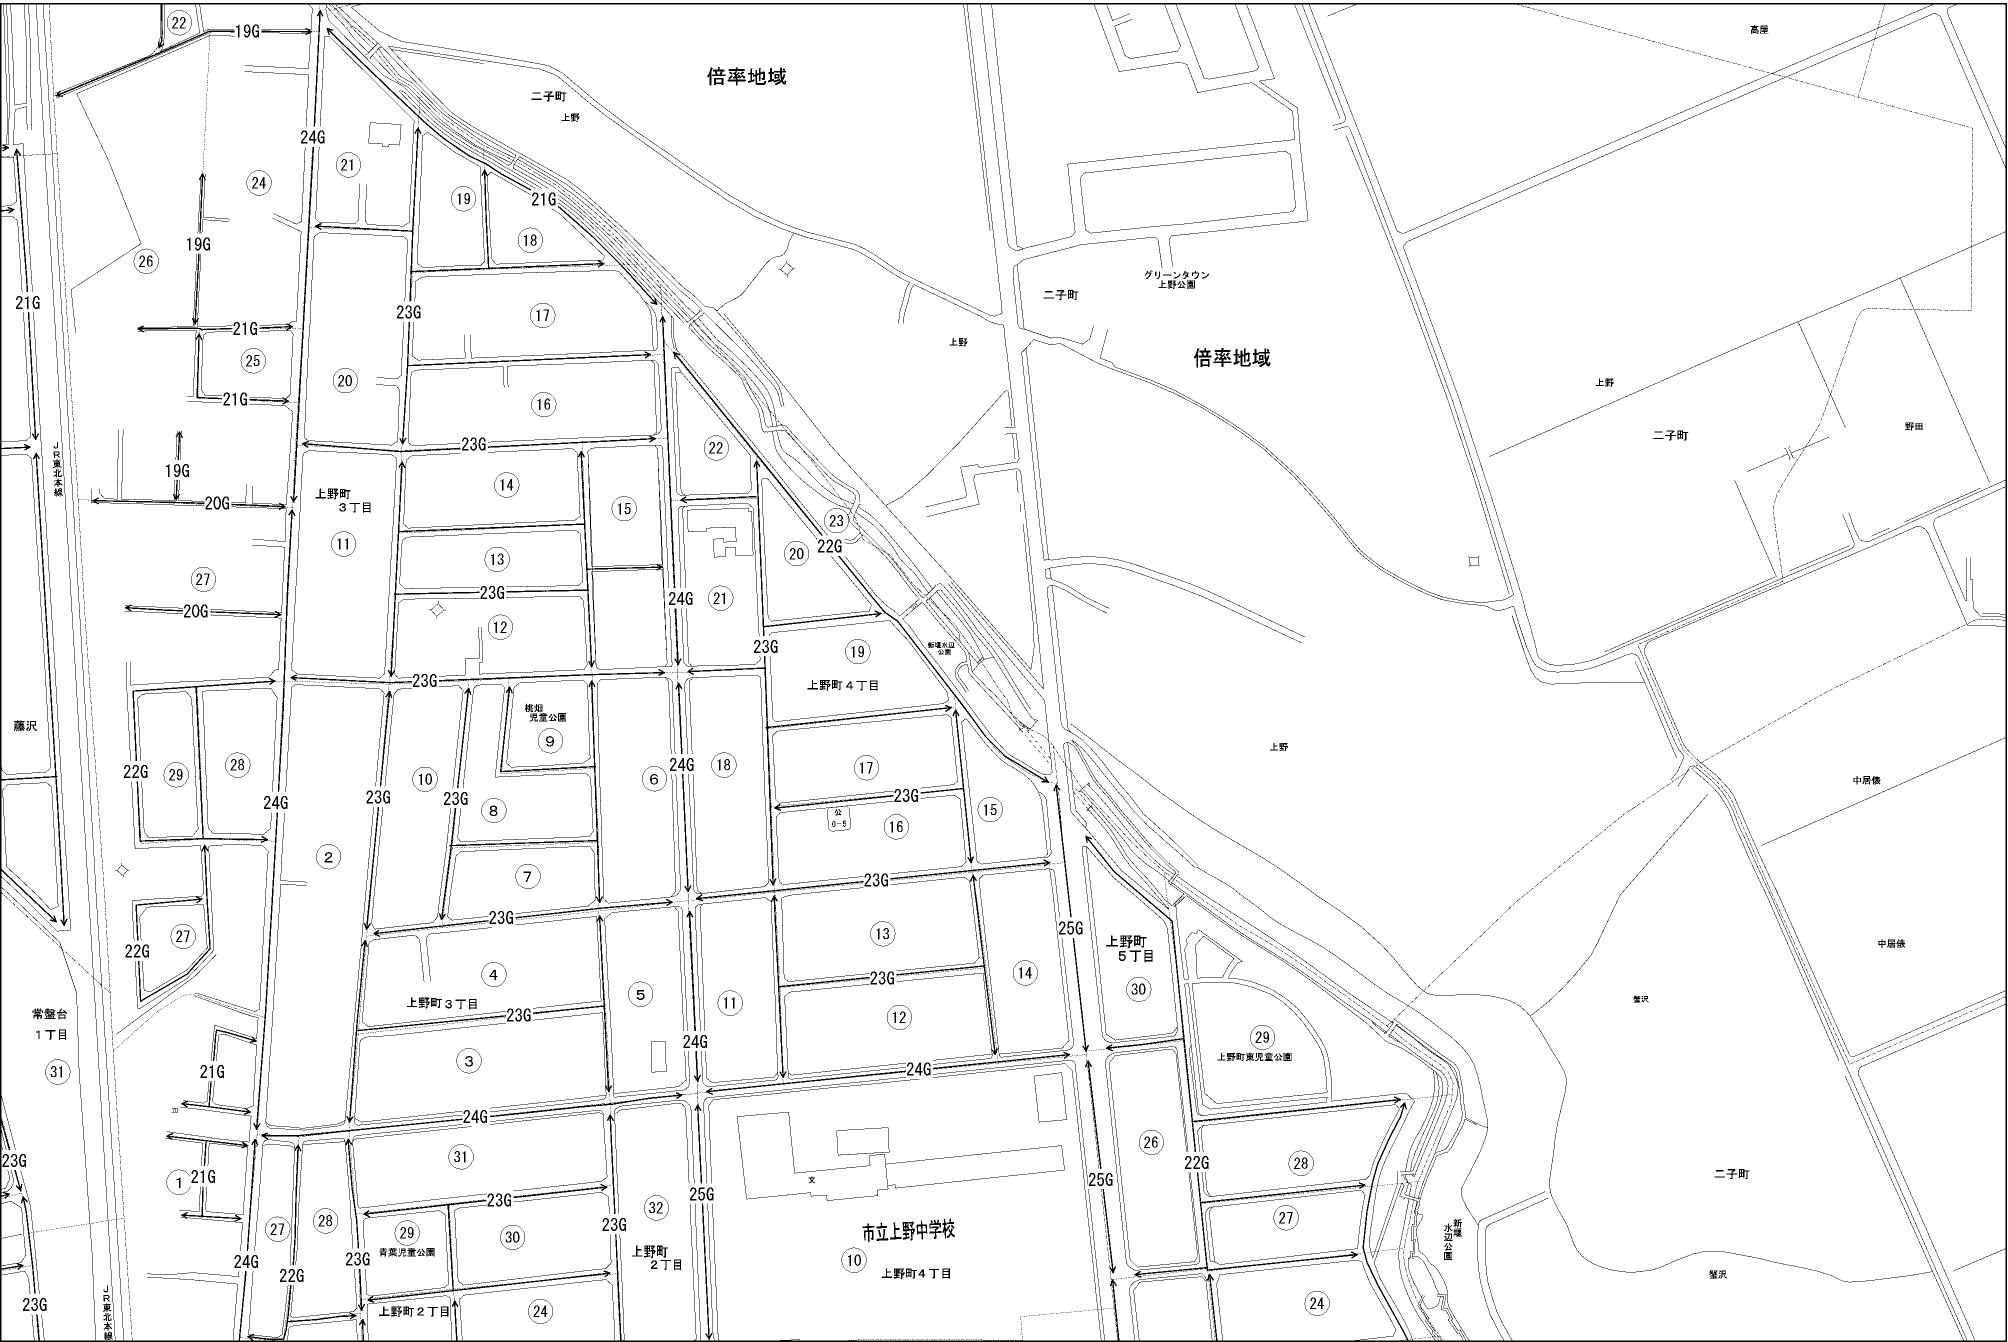 22
19G
高屋
倍率地域
二子町
上野
24G
21
24
19
21G
18
19G
26
グリーンタウン
上野公園
二子町
21G
23G
17
21G
上野
倍率地域
25
20
上野
21G
16
野田
二子町
23G
22
JR東北本線
19G
14
上野町
3丁目
20G
15
23
11
22G
20
13
27
23G
24G
21
20G
12
23G
19
新堰水辺
公園
23G
上野町4丁目
桃畑
児童公園
藤沢
9
上野
22G
29
28
10
6
24G
18
17
中居俵
24G
23G
23G
23G
8
公
0-5
16
15
2
7
23G
23G
25G
27
13
上野町
5丁目
中居俵
22G
4
23G
14
30
5
11
蟹沢
上野町3丁目
常盤台
1丁目
23G
12
29
24G
上野町東児童公園
3
31
21G
24G
24G
26
23G
31
22G
28
1
21G
文
25G
二子町
23G
25G
32
27
28
29
30
23G
27
市立上野中学校
新堰
水辺公園
青葉児童公園
上野町
2丁目
24G
23G
10
上野町4丁目
22G
蟹沢
23G
JR東北本線
上野町2丁目
24
24